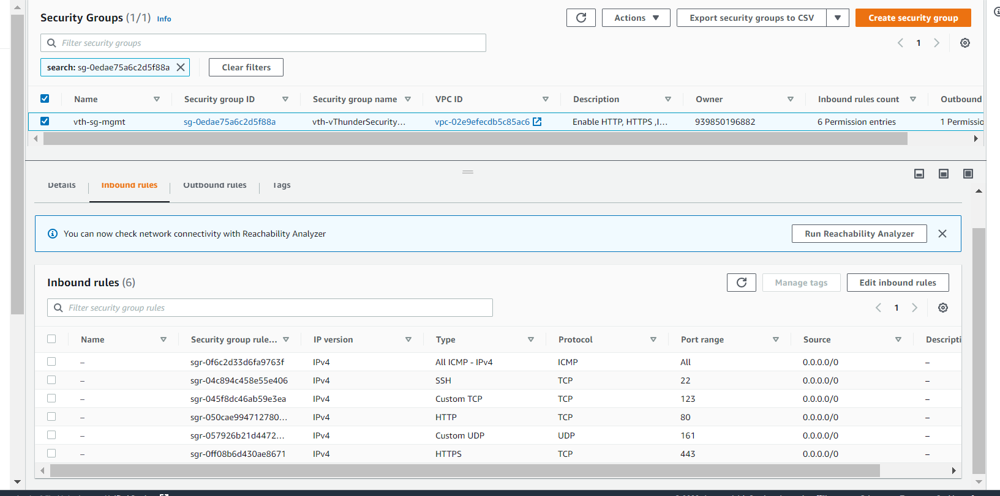 Security Groups (1/1) Info
Actions
Export security groups to CSV
Create security group
Filter security groups
1
search: sg-0edae75a6c2d5f88a
Clear filters
Name Security group ID Security group name VPC ID Description Owner Inbound rules count Outbound
vth-sg-mgmt sg-0edae75a6c2d5f88a vth-vThunderSecurity... vpc-02e9efecdb5c85ac6 Enable HTTP, HTTPS ,I... 939850196882 6 Permission entries 1 Permissio
Details Inbound rules Outbound rules Tags
You can now check network connectivity with Reachability Analyzer
Run Reachability Analyzer
Inbound rules (6)
Manage tags
Edit inbound rules
Filter security group rules
1
Name Security group rule... IP version Type Protocol Port range Source Descripti
– sgr-0f6c2d33d6fa9763f IPv4 All ICMP - IPv4 ICMP All 0.0.0.0/0 –
– sgr-04c894c458e55e406 IPv4 SSH TCP 22 0.0.0.0/0 –
– sgr-045f8dc46ab59e3ea IPv4 Custom TCP TCP 123 0.0.0.0/0 –
– sgr-050cae994712780... IPv4 HTTP TCP 80 0.0.0.0/0 –
– sgr-057926b21d4472... IPv4 Custom UDP UDP 161 0.0.0.0/0 –
– sgr-0ff08b6d430ae8671 IPv4 HTTPS TCP 443 0.0.0.0/0 –